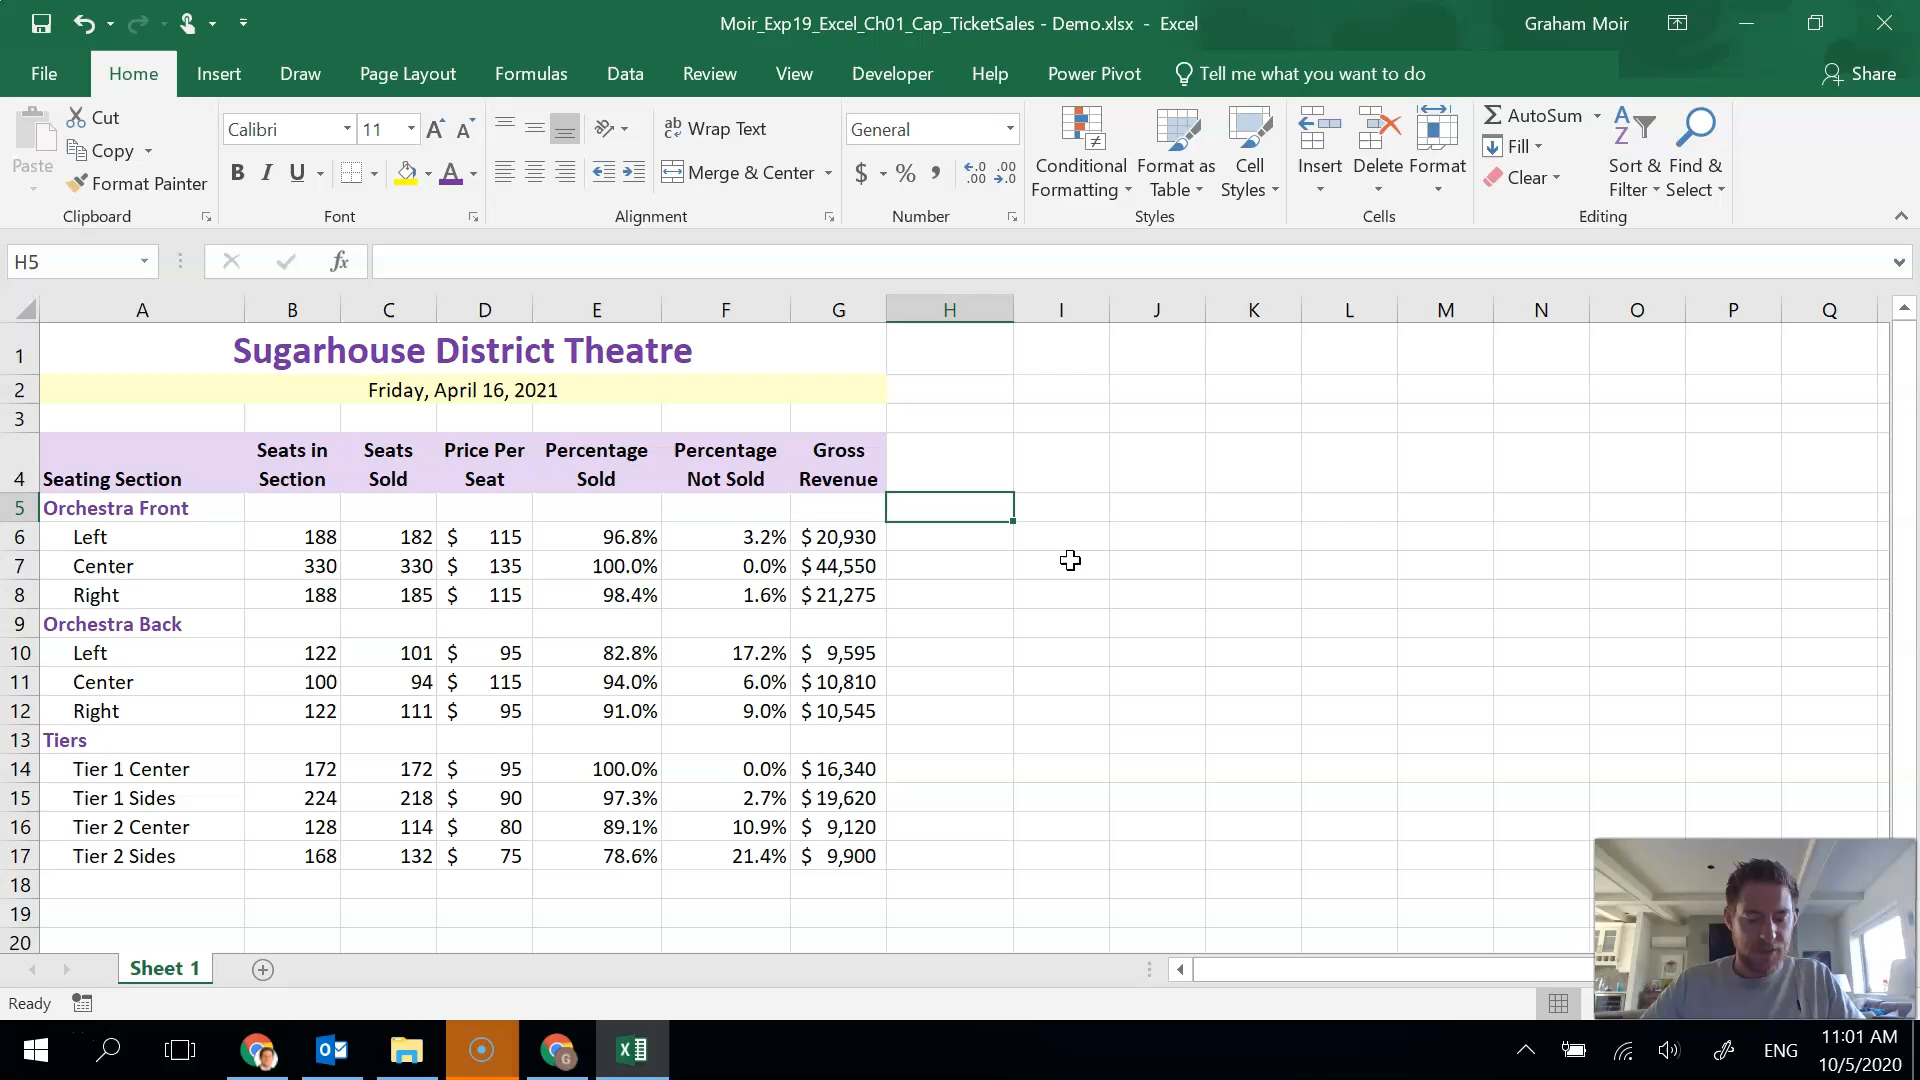 Moir_Exp19_Excel_Ch01_Cap_TicketSales - Demo.xlsx - Excel
Graham Moir
File Home Insert Draw Page Layout Formulas Data Review View Developer Help Power Pivot Tell me what you want to do Share
Paste
Cut
Copy
Format Painter
Clipboard
Calibri 11 A A
B I U A
Font
ab Wrap Text
Merge & Center
Alignment
General
$ % , .0 .00 .00 .0
Number
Conditional Formatting
Format as Table
Cell Styles
Styles
Insert Delete Format
Cells
AutoSum
Fill
Clear
Sort & Filter
Find & Select
Editing
H5 fx
A B C D E F G H I J K L M N O P Q
1 Sugarhouse District Theatre
2 Friday, April 16, 2021
3
4 Seating Section Seats in Section Seats Sold Price Per Seat Percentage Sold Percentage Not Sold Gross Revenue
5 Orchestra Front
6 Left 188 182 $ 115 96.8% 3.2% $ 20,930
7 Center 330 330 $ 135 100.0% 0.0% $ 44,550
8 Right 188 185 $ 115 98.4% 1.6% $ 21,275
9 Orchestra Back
10 Left 122 101 $ 95 82.8% 17.2% $ 9,595
11 Center 100 94 $ 115 94.0% 6.0% $ 10,810
12 Right 122 111 $ 95 91.0% 9.0% $ 10,545
13 Tiers
14 Tier 1 Center 172 172 $ 95 100.0% 0.0% $ 16,340
15 Tier 1 Sides 224 218 $ 90 97.3% 2.7% $ 19,620
16 Tier 2 Center 128 114 $ 80 89.1% 10.9% $ 9,120
17 Tier 2 Sides 168 132 $ 75 78.6% 21.4% $ 9,900
18
19
20
Sheet 1
Ready
ENG
11:01 AM
10/5/2020